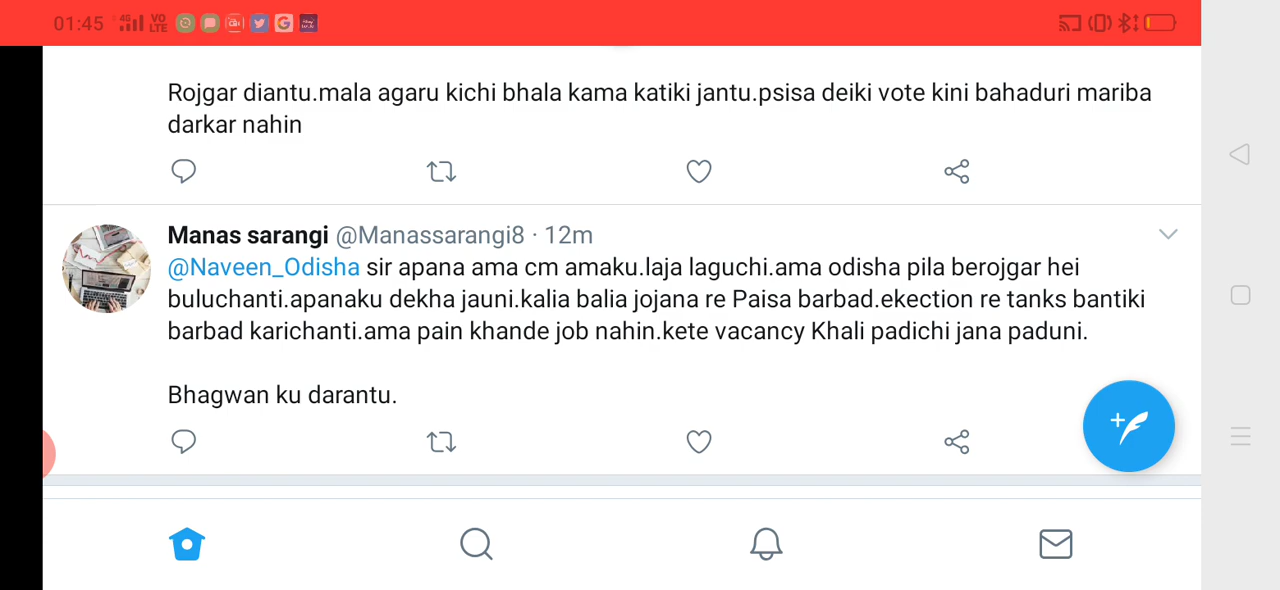 01:45 4G VO LTE
Rojgar diantu.mala agaru kichi bhala kama katiki jantu.psisa deiki vote kini bahaduri mariba
darkar nahin
Manas sarangi @Manassarangi8 · 12m
@Naveen_Odisha sir apana ama cm amaku.laja laguchi.ama odisha pila berojgar hei
buluchanti.apanaku dekha jauni.kalia balia jojana re Paisa barbad.ekection re tanks bantiki
barbad karichanti.ama pain khande job nahin.kete vacancy Khali padichi jana paduni.
Bhagwan ku darantu.